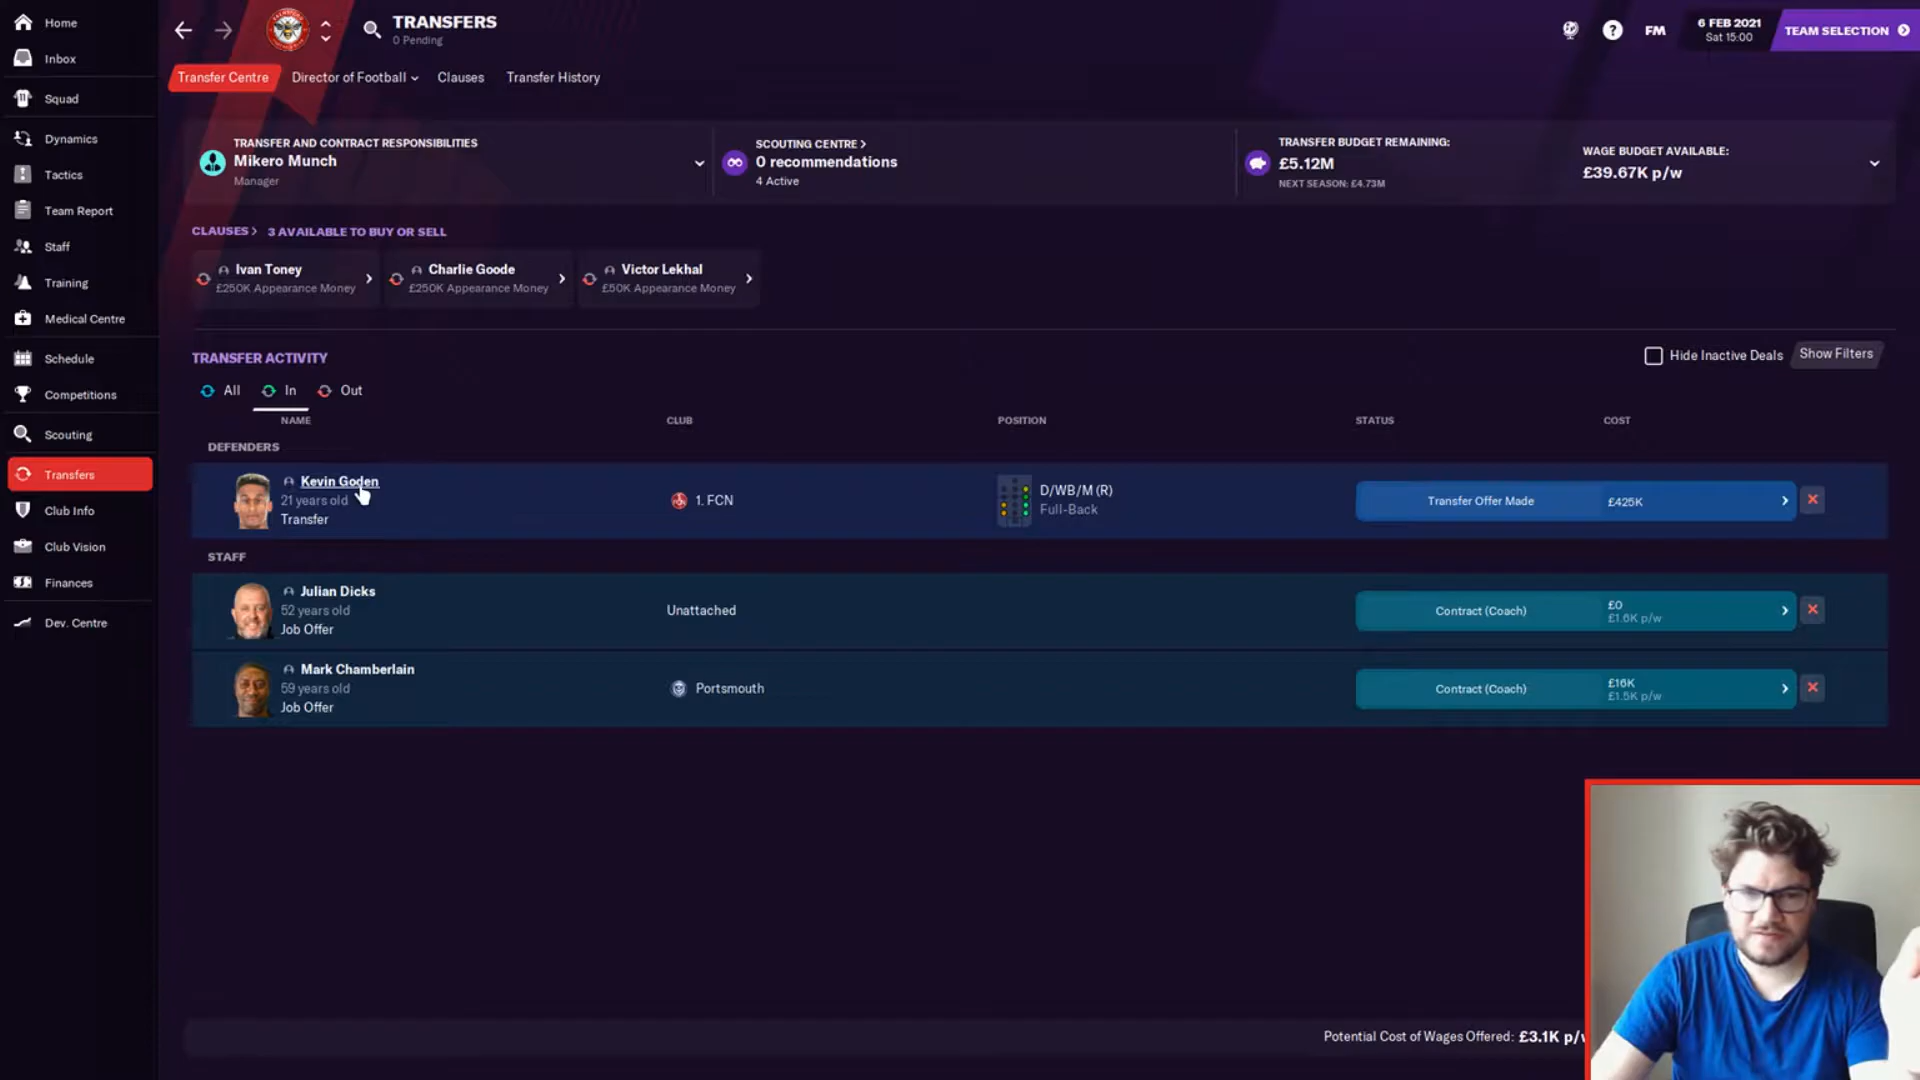 Home
Inbox
Squad
Dynamics
Tactics
Team Report
Staff
Training
Medical Centre
Schedule
Competitions
Scouting
Transfers
Club Info
Club Vision
Finances
Dev. Centre
TRANSFERS
0 Pending
FM
6 FEB 2021
Sat 15:00
TEAM SELECTION
Transfer Centre
Director of Football
Clauses
Transfer History
TRANSFER AND CONTRACT RESPONSIBILITIES
Mikero Munch
Manager
SCOUTING CENTRE >
0 recommendations
4 Active
TRANSFER BUDGET REMAINING:
£5.12M
NEXT SEASON: £4.73M
WAGE BUDGET AVAILABLE:
£39.67K p/w
CLAUSES > 3 AVAILABLE TO BUY OR SELL
Ivan Toney
£250K Appearance Money
Charlie Goode
£250K Appearance Money
Victor Lekhal
£50K Appearance Money
TRANSFER ACTIVITY
Hide Inactive Deals
Show Filters
All
In
Out
NAME CLUB POSITION STATUS COST
DEFENDERS
Kevin Goden
21 years old
Transfer
1. FCN
D/WB/M (R)
Full-Back
Transfer Offer Made
£425K
STAFF
Julian Dicks
52 years old
Job Offer
Unattached
Contract (Coach)
£0
£1.6K p/w
Mark Chamberlain
59 years old
Job Offer
Portsmouth
Contract (Coach)
£16K
£1.5K p/w
Potential Cost of Wages Offered: £3.1K p/